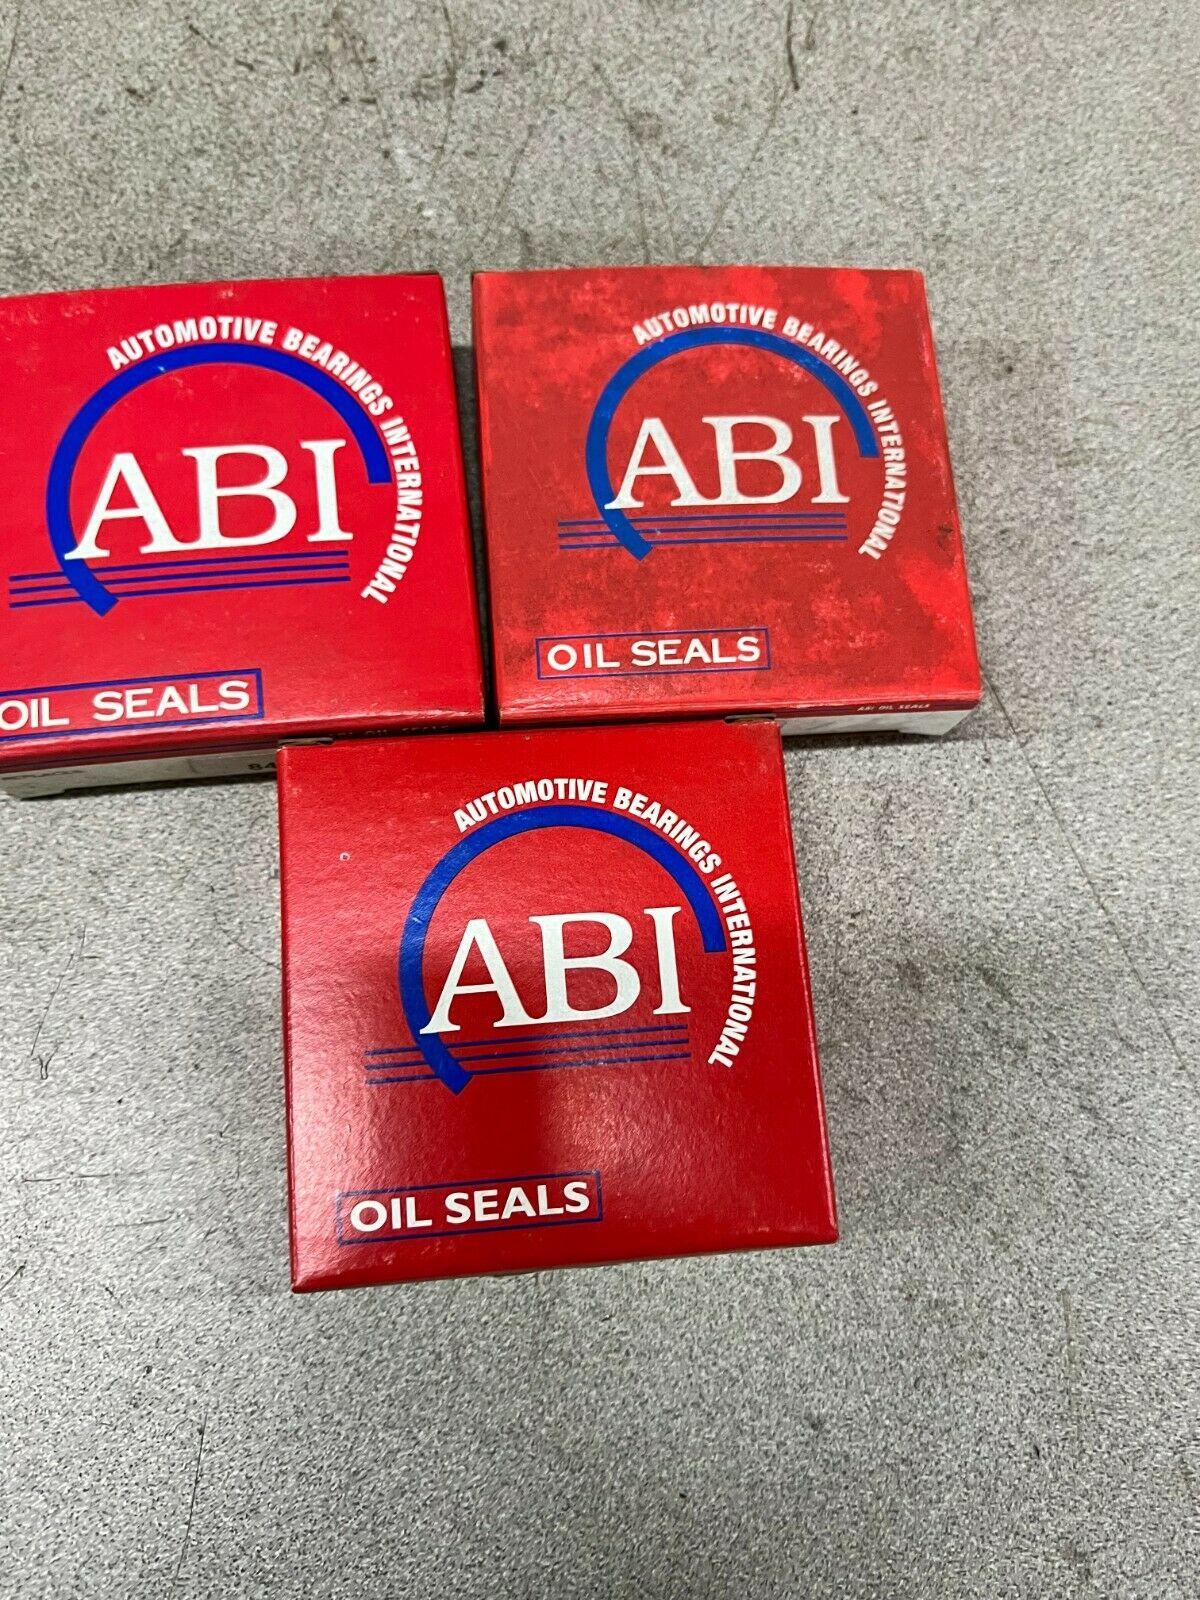 AUTOMOTIVE BEARINGS INTERNATIONAL
ABI
OIL SEALS
84
AUTOMOTIVE BEARINGS INTERNATIONAL
ABI
OIL SEALS
ABI OIL SEALS
AUTOMOTIVE BEARINGS INTERNATIONAL
ABI
OIL SEALS